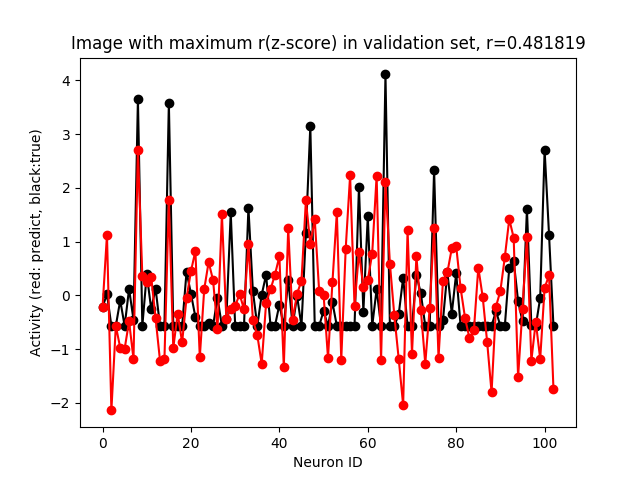 Image with maximum r(z-score) in validation set, r=0.481819
Activity (red: predict, black:true)
4
3
2
1
0
−1
−2
0 20 40 60 80 100
Neuron ID